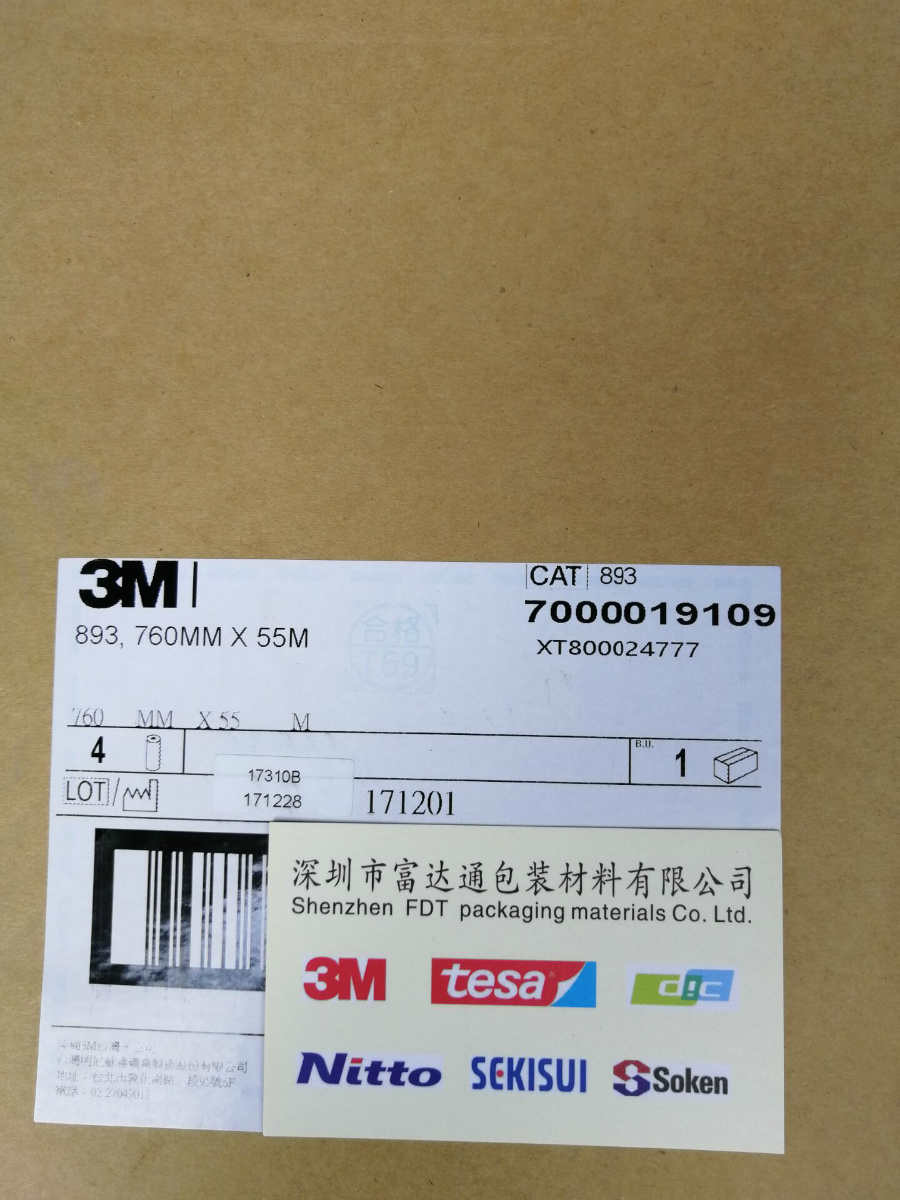 3M
CAT 893
7000019109
893, 760MM X 55M
XT800024777
合格
T69
760 MM X 55 M
4
B.U. 1
LOT
17310B
171228
171201
深圳市富达通包装材料有限公司
Shenzhen FDT packaging materials Co. Ltd.
3M
tesa
dic
Nitto
SEKISUI
Soken